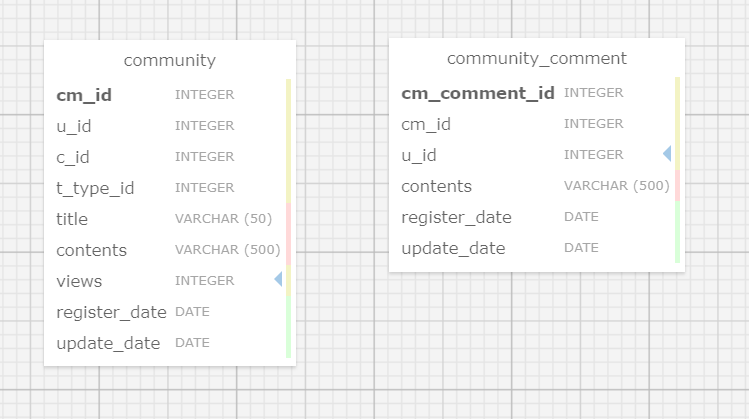 community
cm_id INTEGER
u_id INTEGER
c_id INTEGER
t_type_id INTEGER
title VARCHAR (50)
contents VARCHAR (500)
views INTEGER
register_date DATE
update_date DATE
community_comment
cm_comment_id INTEGER
cm_id INTEGER
u_id INTEGER
contents VARCHAR (500)
register_date DATE
update_date DATE